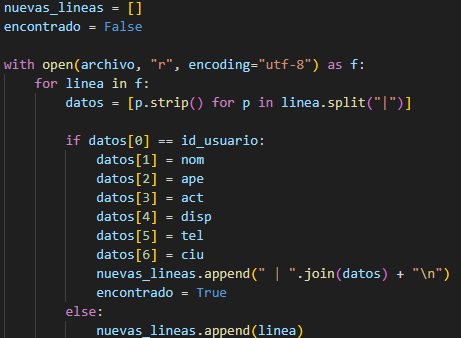 nuevas_lineas = []
encontrado = False

with open(archivo, "r", encoding="utf-8") as f:
    for linea in f:
        datos = [p.strip() for p in linea.split("|")]

        if datos[0] == id_usuario:
            datos[1] = nom
            datos[2] = ape
            datos[3] = act
            datos[4] = disp
            datos[5] = tel
            datos[6] = ciu
            nuevas_lineas.append(" | ".join(datos) + "\n")
            encontrado = True
        else:
            nuevas_lineas.append(linea)